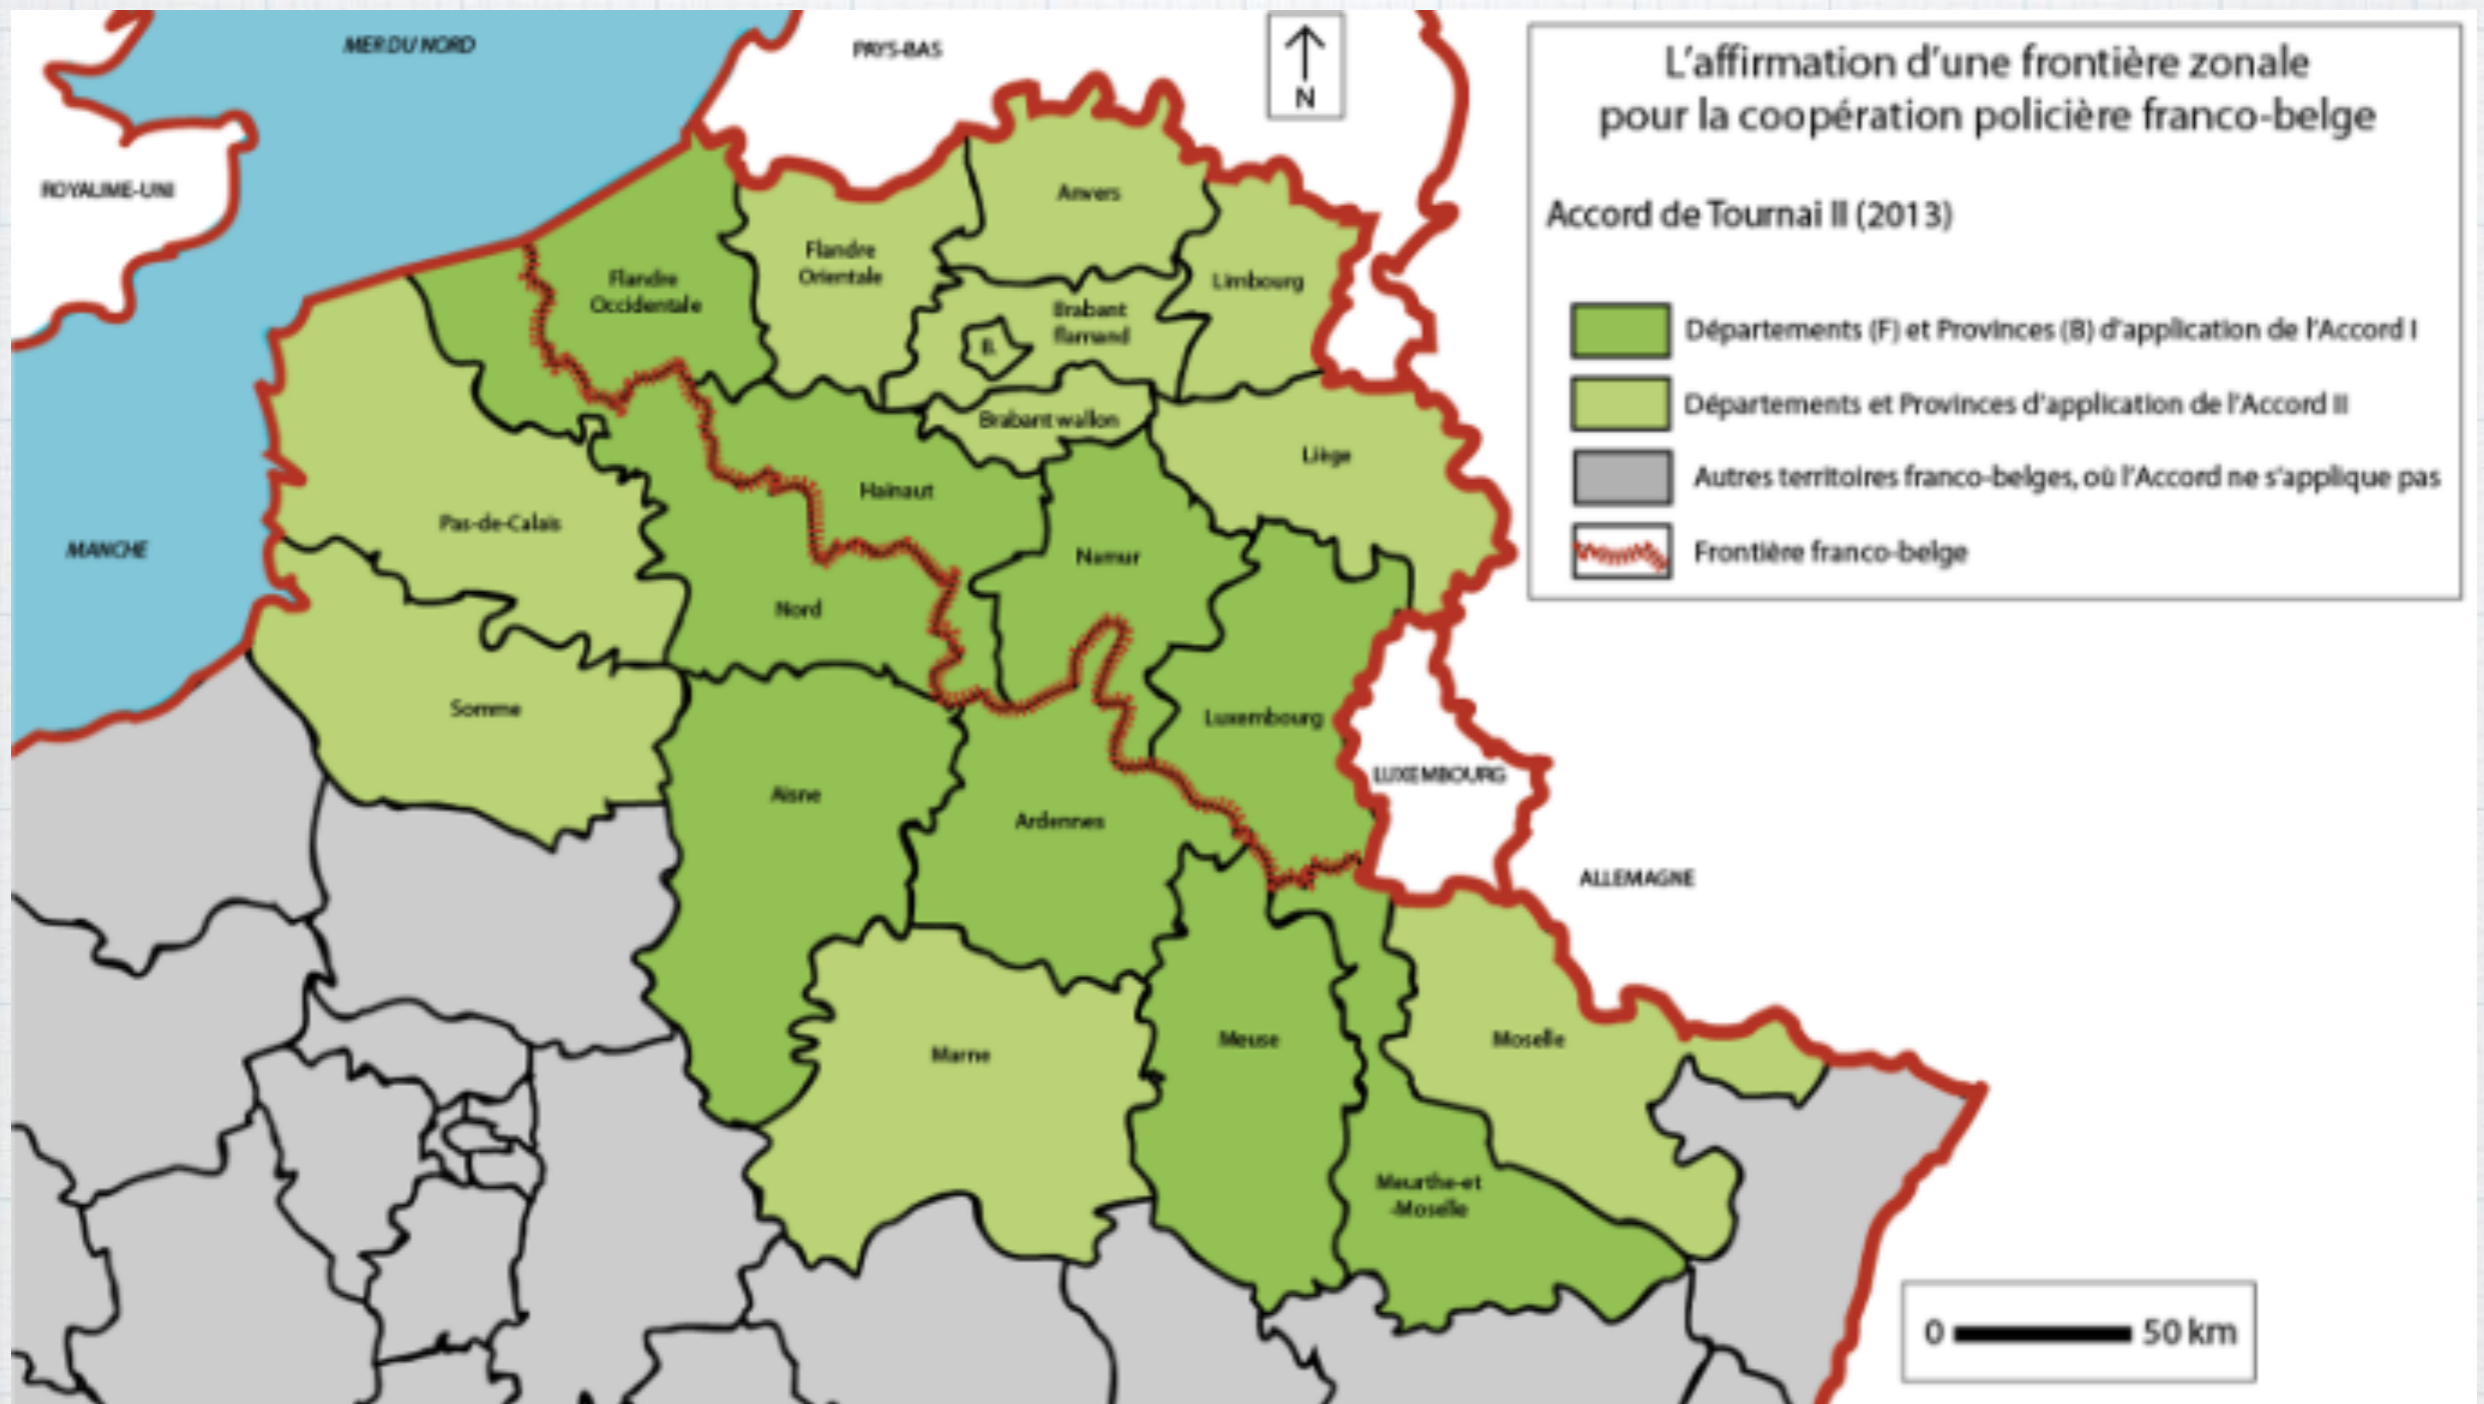 MER DU NORD
PAYS-BAS
N
ROYAUME-UNI
MANCHE
Anvers
Flandre
Orientale
Flandre
Occidentale
Limbourg
Brabant
flamand
B.
Brabant wallon
Liège
Hainaut
Pas-de-Calais
Namur
Nord
Somme
Luxembourg
LUXEMBOURG
Aisne
Ardennes
ALLEMAGNE
Marne
Meuse
Moselle
Meurthe-et
-Moselle
L'affirmation d'une frontière zonale
pour la coopération policière franco-belge
Accord de Tournai II (2013)
Départements (F) et Provinces (B) d'application de l'Accord I
Départements et Provinces d'application de l'Accord II
Autres territoires franco-belges, où l'Accord ne s'applique pas
Frontière franco-belge
0 50 km